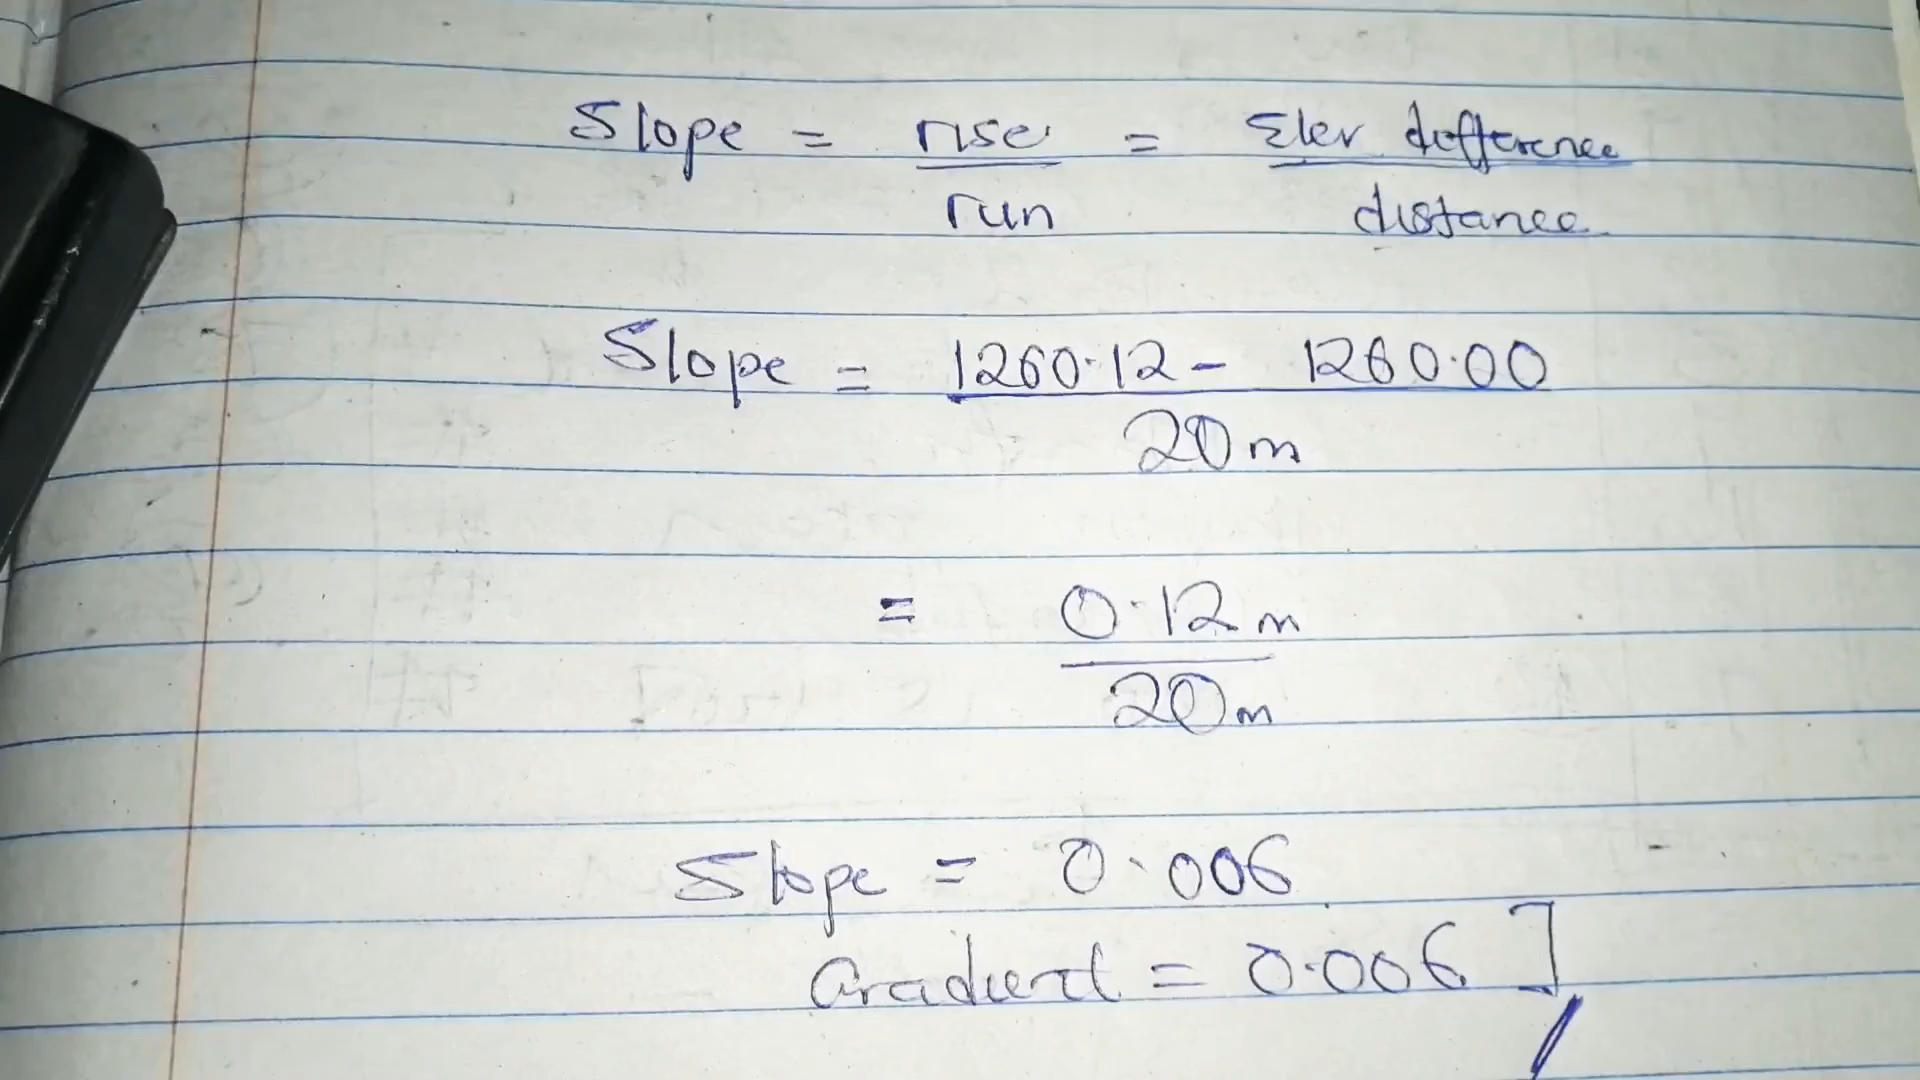 Slope = rise / run = Elev difference / distance
Slope = 1260.12 - 1260.00 / 20m
= 0.12m / 20m
Slope = 0.006
Gradient = 0.006 ]